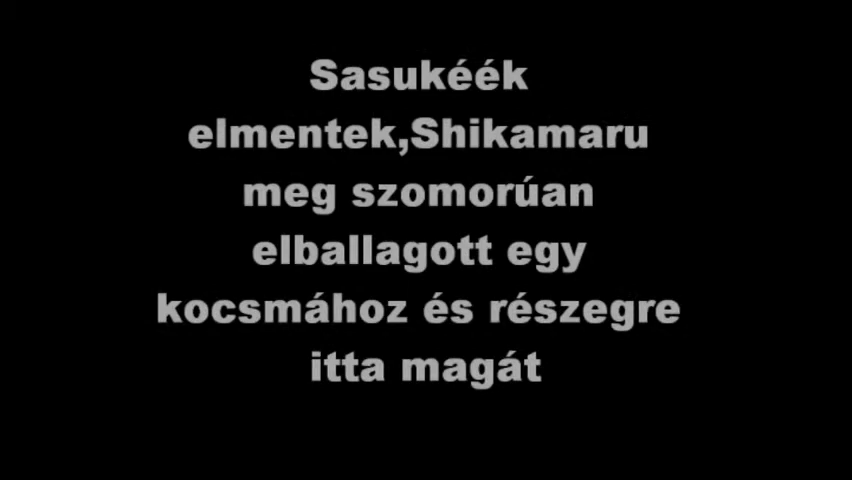 Sasukéék
elmentek,Shikamaru
meg szomorúan
elballagott egy
kocsmához és részegre
itta magát